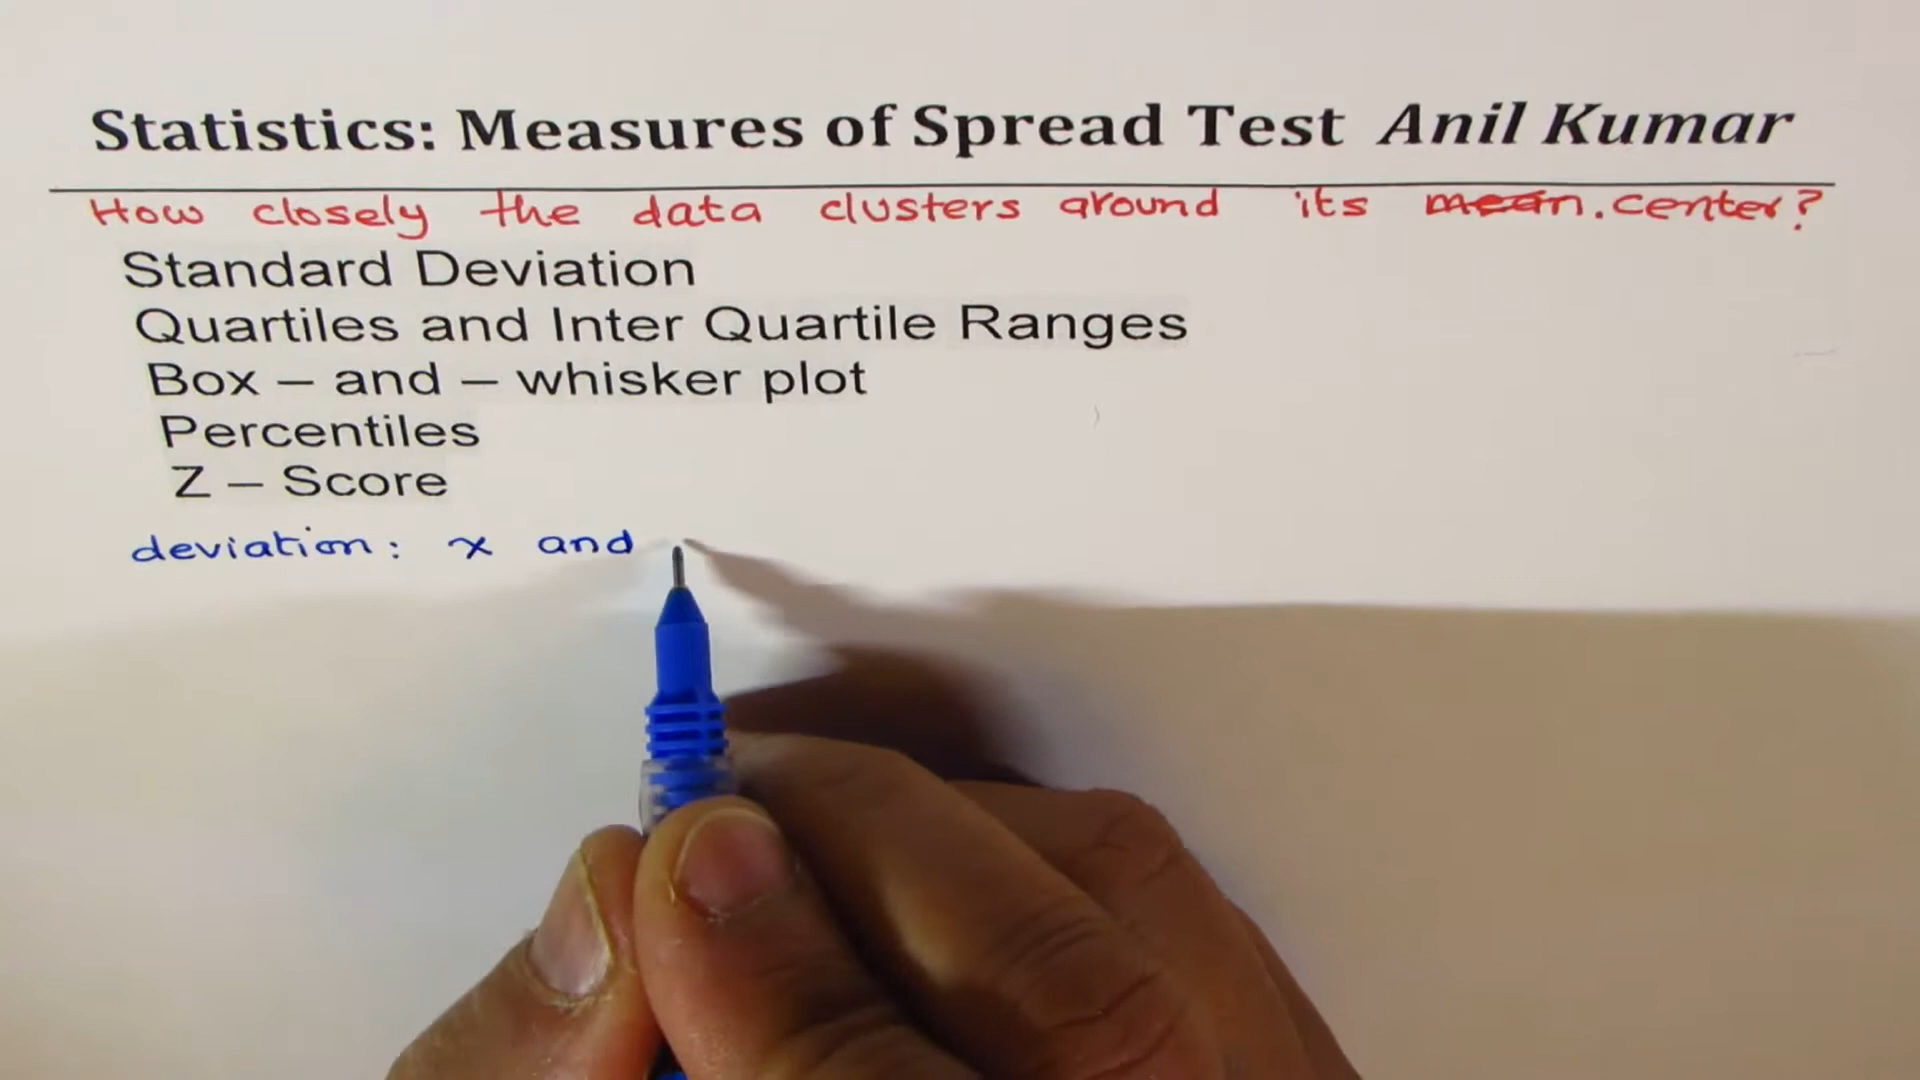 Statistics: Measures of Spread Test Anil Kumar
How closely the data clusters around its mean. center?
Standard Deviation
Quartiles and Inter Quartile Ranges
Box – and – whisker plot
Percentiles
Z – Score
deviation: x and